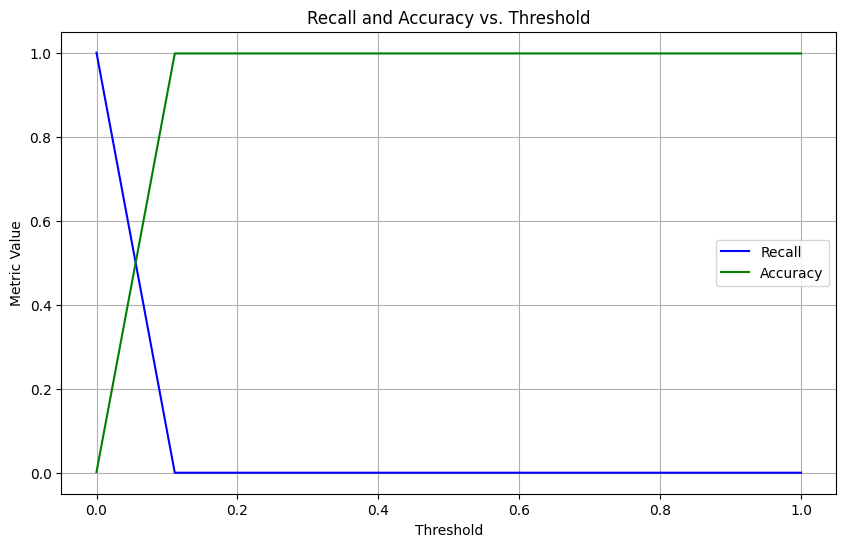 Recall and Accuracy vs. Threshold
1.0
0.8
0.6
0.4
0.2
0.0
Metric Value
Recall
Accuracy
0.0 0.2 0.4 0.6 0.8 1.0
Threshold